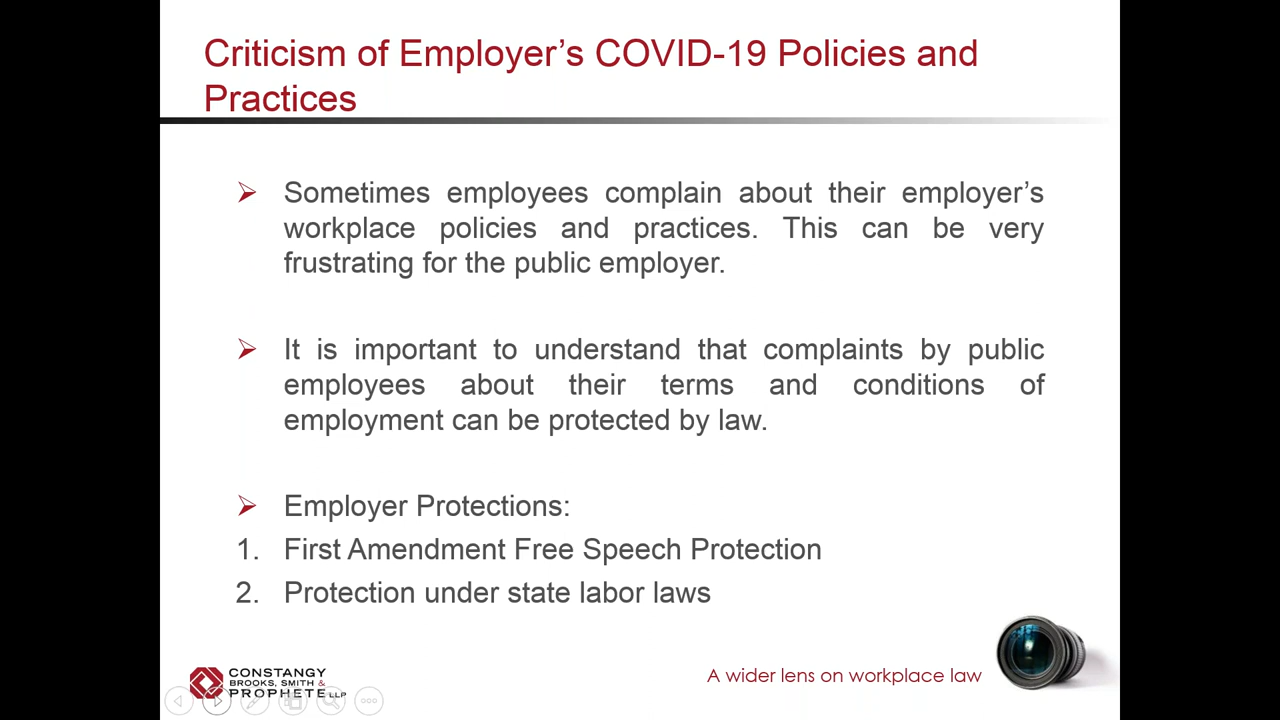 Criticism of Employer’s COVID-19 Policies and
Practices
Sometimes employees complain about their employer’s
workplace policies and practices. This can be very
frustrating for the public employer.
It is important to understand that complaints by public
employees about their terms and conditions of
employment can be protected by law.
Employer Protections:
1. First Amendment Free Speech Protection
2. Protection under state labor laws
CONSTANGY
BROOKS, SMITH &
PROPHETE LLP
A wider lens on workplace law